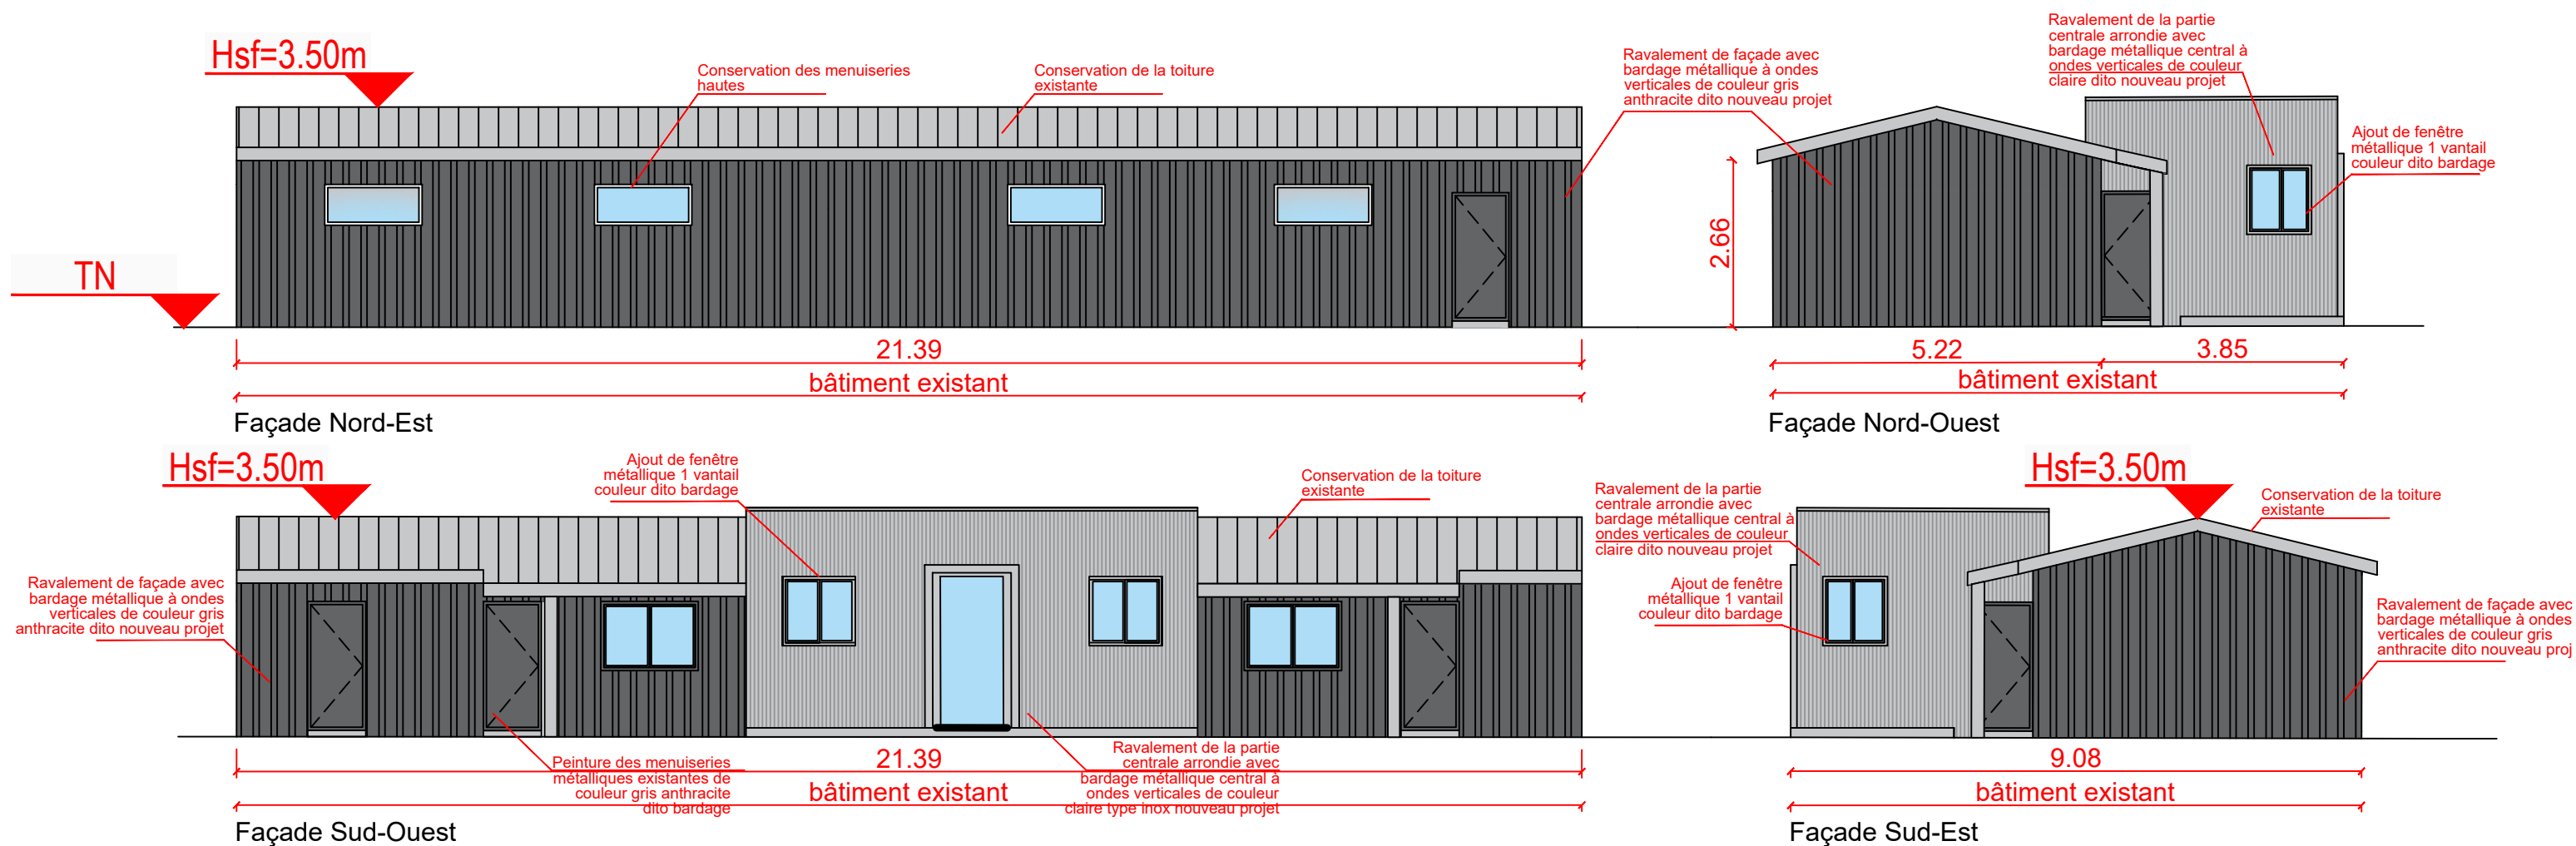 Hsf=3.50m
Conservation des menuiseries
hautes
Conservation de la toiture
existante
TN
21.39
bâtiment existant
Façade Nord-Est
Ravalement de façade avec
bardage métallique à ondes
verticales de couleur gris
anthracite dito nouveau projet
Ravalement de la partie
centrale arrondie avec
bardage métallique central à
ondes verticales de couleur
claire dito nouveau projet
Ajout de fenêtre
métallique 1 vantail
couleur dito bardage
2.66
5.22
3.85
bâtiment existant
Façade Nord-Ouest
Hsf=3.50m
Ajout de fenêtre
métallique 1 vantail
couleur dito bardage
Conservation de la toiture
existante
Ravalement de façade avec
bardage métallique à ondes
verticales de couleur gris
anthracite dito nouveau projet
Peinture des menuiseries
métalliques existantes de
couleur gris anthracite
dito bardage
Ravalement de la partie
centrale arrondie avec
bardage métallique central à
ondes verticales de couleur
claire type inox nouveau projet
21.39
bâtiment existant
Façade Sud-Ouest
Ravalement de la partie
centrale arrondie avec
bardage métallique central à
ondes verticales de couleur
claire dito nouveau projet
Ajout de fenêtre
métallique 1 vantail
couleur dito bardage
Hsf=3.50m
Conservation de la toiture
existante
Ravalement de façade avec
bardage métallique à ondes
verticales de couleur gris
anthracite dito nouveau proj
9.08
bâtiment existant
Façade Sud-Est